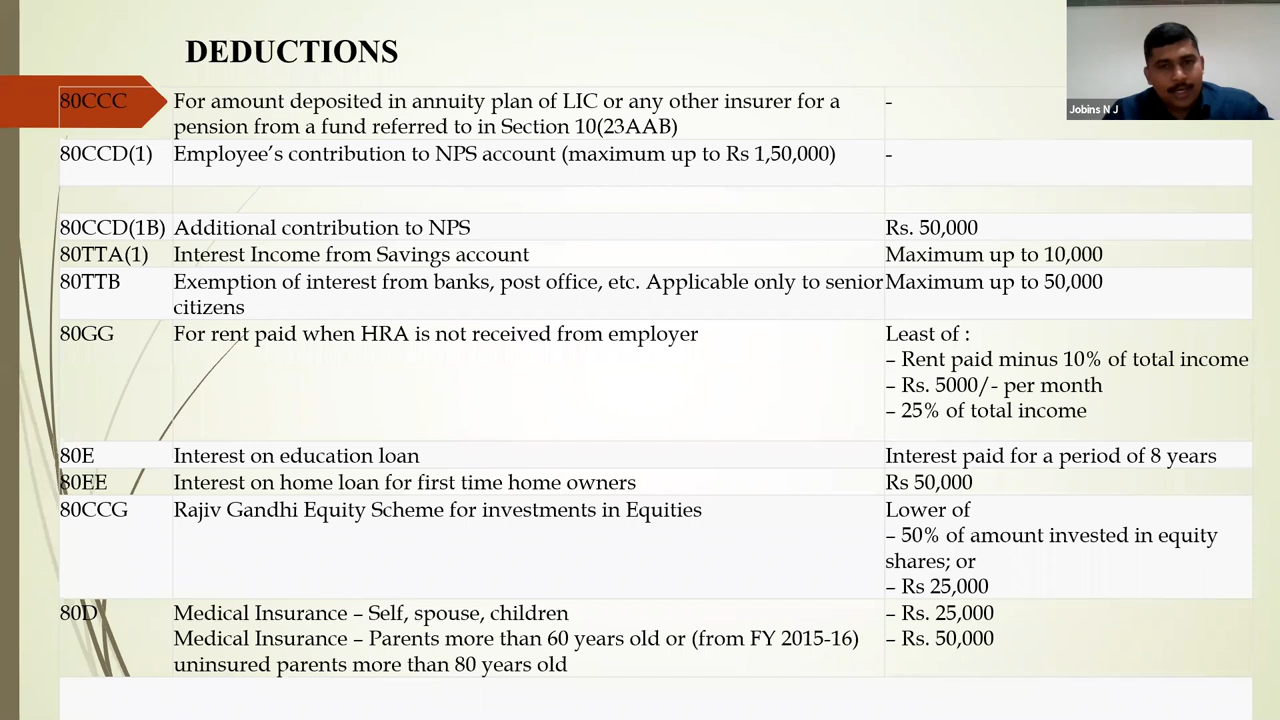 DEDUCTIONS
80CCC For amount deposited in annuity plan of LIC or any other insurer for a -
pension from a fund referred to in Section 10(23AAB)
80CCD(1) Employee’s contribution to NPS account (maximum up to Rs 1,50,000) -
80CCD(1B) Additional contribution to NPS Rs. 50,000
80TTA(1) Interest Income from Savings account Maximum up to 10,000
80TTB Exemption of interest from banks, post office, etc. Applicable only to senior Maximum up to 50,000
citizens
80GG For rent paid when HRA is not received from employer Least of :
– Rent paid minus 10% of total income
– Rs. 5000/- per month
– 25% of total income
80E Interest on education loan Interest paid for a period of 8 years
80EE Interest on home loan for first time home owners Rs 50,000
80CCG Rajiv Gandhi Equity Scheme for investments in Equities Lower of
– 50% of amount invested in equity
shares; or
– Rs 25,000
80D Medical Insurance – Self, spouse, children – Rs. 25,000
Medical Insurance – Parents more than 60 years old or (from FY 2015-16) – Rs. 50,000
uninsured parents more than 80 years old
Jobins N J